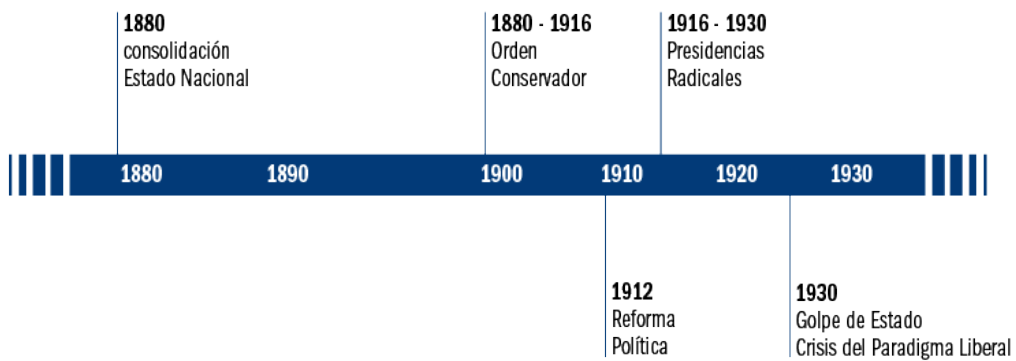 1880
consolidación
Estado Nacional
1880 - 1916
Orden
Conservador
1916 - 1930
Presidencias
Radicales
1880 1890 1900 1910 1920 1930
1912
Reforma
Política
1930
Golpe de Estado
Crisis del Paradigma Liberal